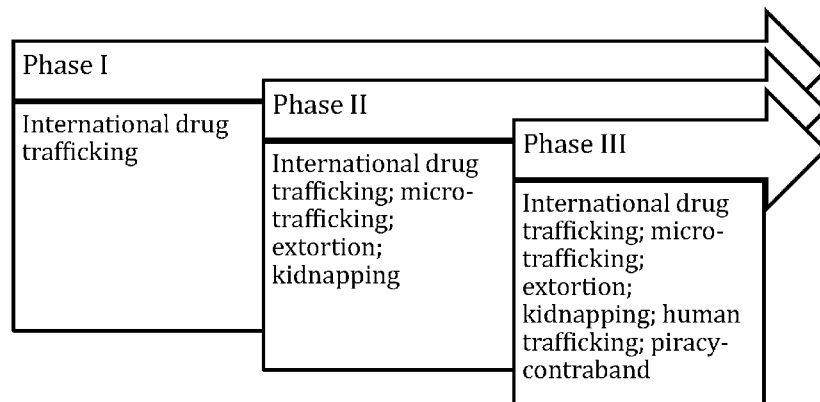 Phase I
International drug
trafficking
Phase II
International drug
trafficking; micro-
trafficking;
extortion;
kidnapping
Phase III
International drug
trafficking; micro-
trafficking;
extortion;
kidnapping; human
trafficking; piracy-
contraband